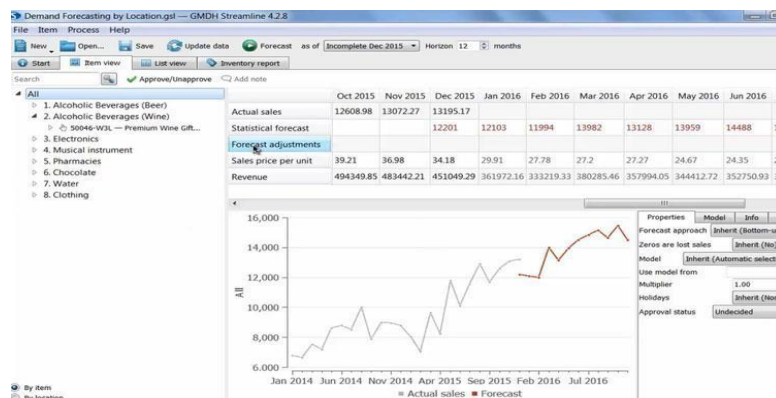 Demand Forecasting by Location.gsl — GMDH Streamline 4.2.8
File Item Process Help
New Open... Save Update data Forecast as of Incomplete Dec 2015 Horizon 12 months
Start Item view List view Inventory report
Search Approve/Unapprove Add note
All
1. Alcoholic Beverages (Beer)
2. Alcoholic Beverages (Wine)
50046-W3L — Premium Wine Gift...
3. Electronics
4. Musical instrument
5. Pharmacies
6. Chocolate
7. Water
8. Clothing
By item
By location
Oct 2015 Nov 2015 Dec 2015 Jan 2016 Feb 2016 Mar 2016 Apr 2016 May 2016 Jun 2016
Actual sales 12608.98 13072.27 13195.17
Statistical forecast 12201 12103 11994 13982 13128 13959 14488
Forecast adjustments
Sales price per unit 39.21 36.98 34.18 29.91 27.78 27.2 27.27 24.67 24.35
Revenue 494349.85 483442.21 451049.29 361972.16 333219.33 380285.46 357994.05 344412.72 352750.93
16,000
14,000
12,000
10,000
8,000
6,000
All
Jan 2014 Jun 2014 Nov 2014 Apr 2015 Sep 2015 Feb 2016 Jul 2016
Actual sales Forecast
Properties Model Info
Forecast approach Inherit (Bottom-u
Zeros are lost sales Inherit (No)
Model Inherit (Automatic select
Use model from
Multiplier 1.00
Holidays Inherit (No
Approval status Undecided